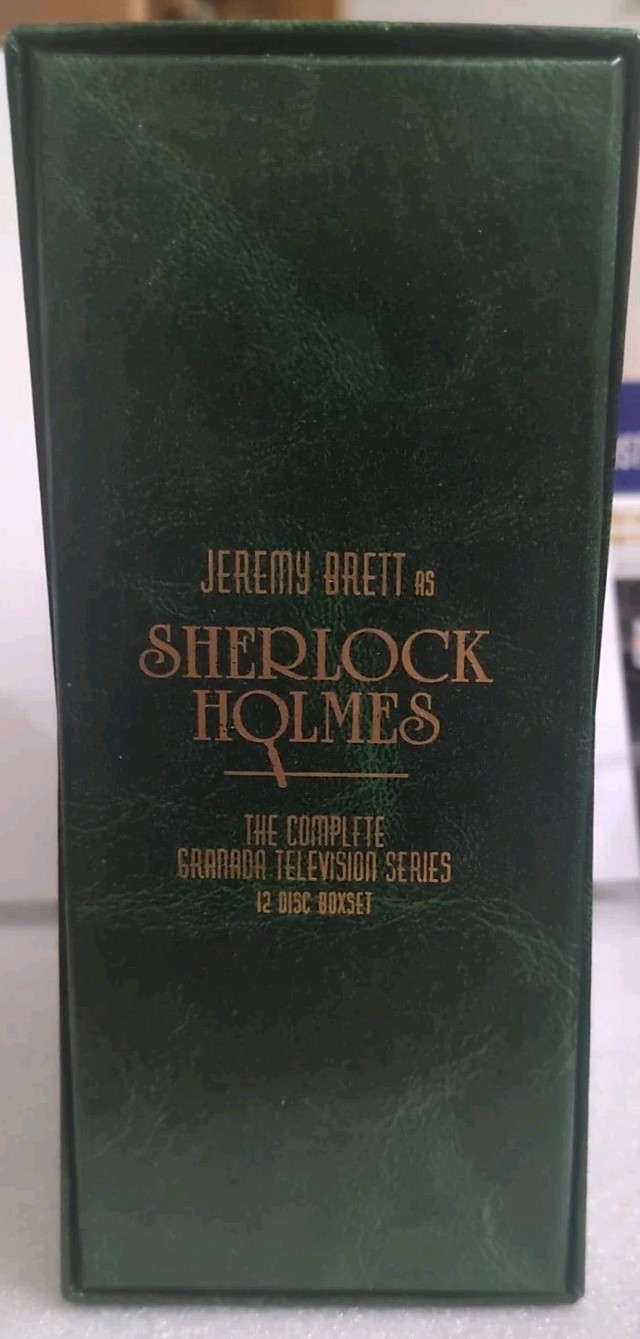 JEREMY BRETT AS
SHERLOCK
HOLMES
THE COMPLETE
GRANADA TELEVISION SERIES
12 DISC BOXSET